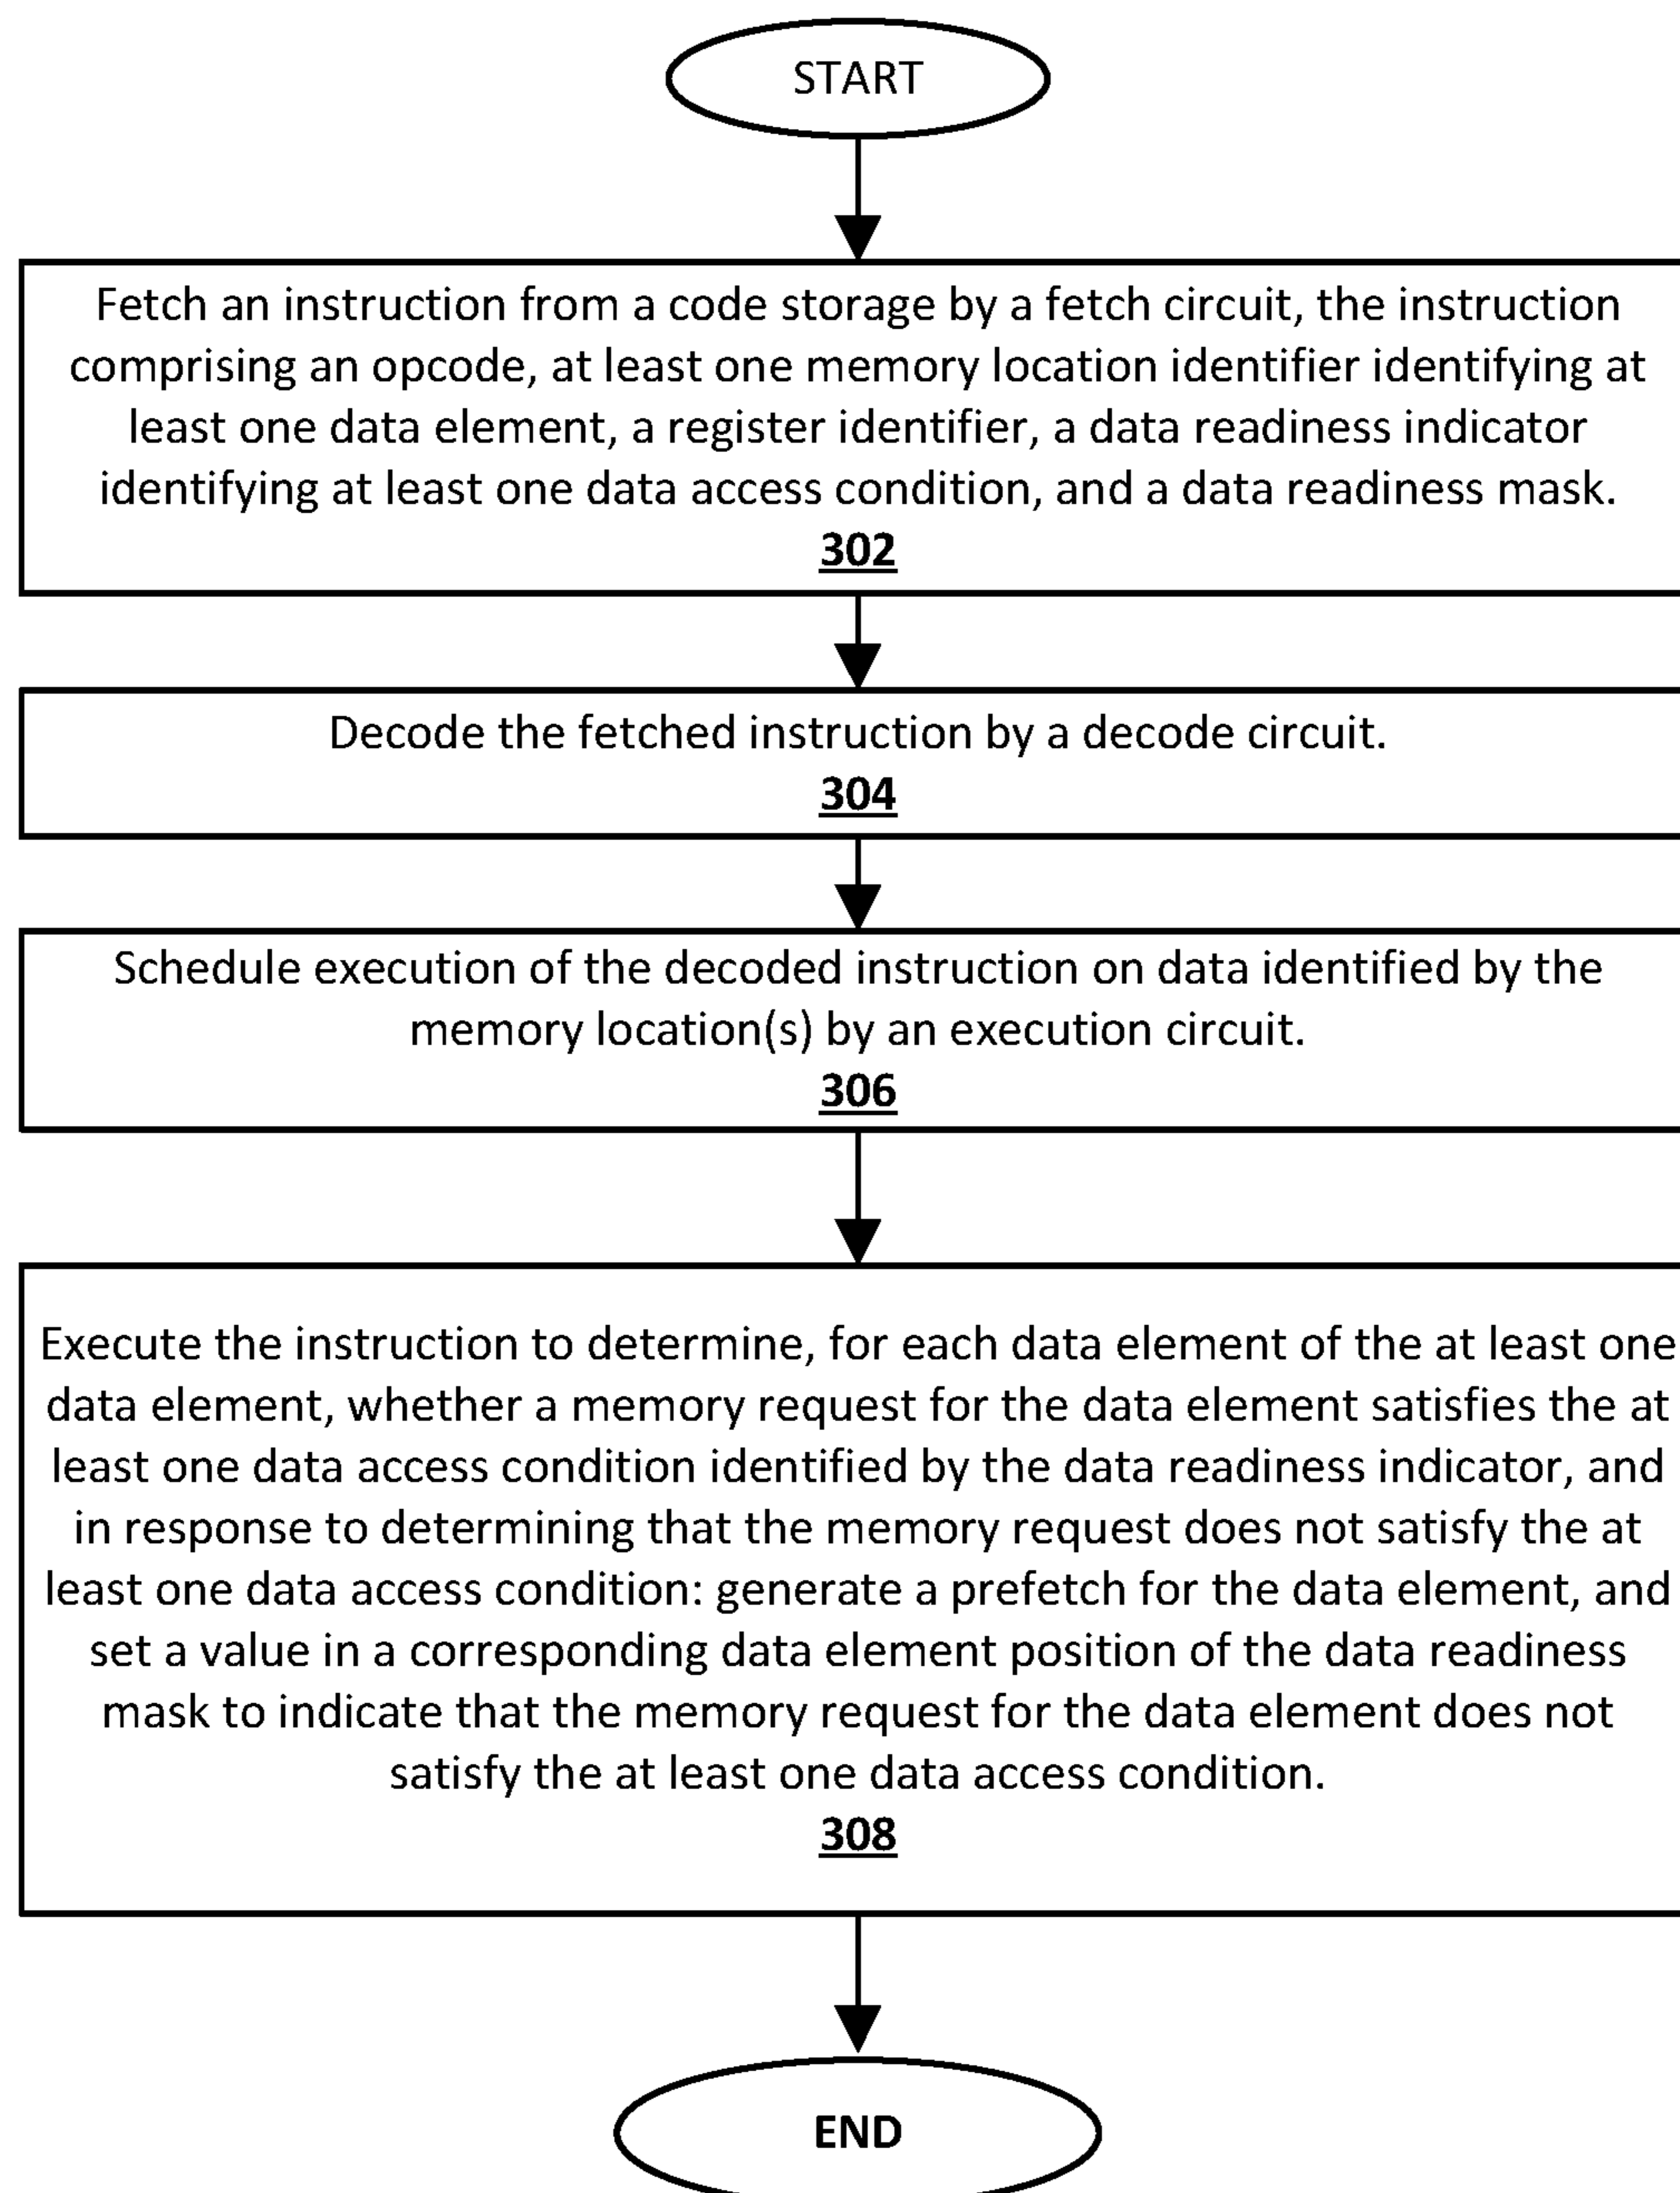 START
Fetch an instruction from a code storage by a fetch circuit, the instruction
comprising an opcode, at least one memory location identifier identifying at
least one data element, a register identifier, a data readiness indicator
identifying at least one data access condition, and a data readiness mask.
302
Decode the fetched instruction by a decode circuit.
304
Schedule execution of the decoded instruction on data identified by the
memory location(s) by an execution circuit.
306
Execute the instruction to determine, for each data element of the at least one
data element, whether a memory request for the data element satisfies the at
least one data access condition identified by the data readiness indicator, and
in response to determining that the memory request does not satisfy the at
least one data access condition: generate a prefetch for the data element, and
set a value in a corresponding data element position of the data readiness
mask to indicate that the memory request for the data element does not
satisfy the at least one data access condition.
308
END